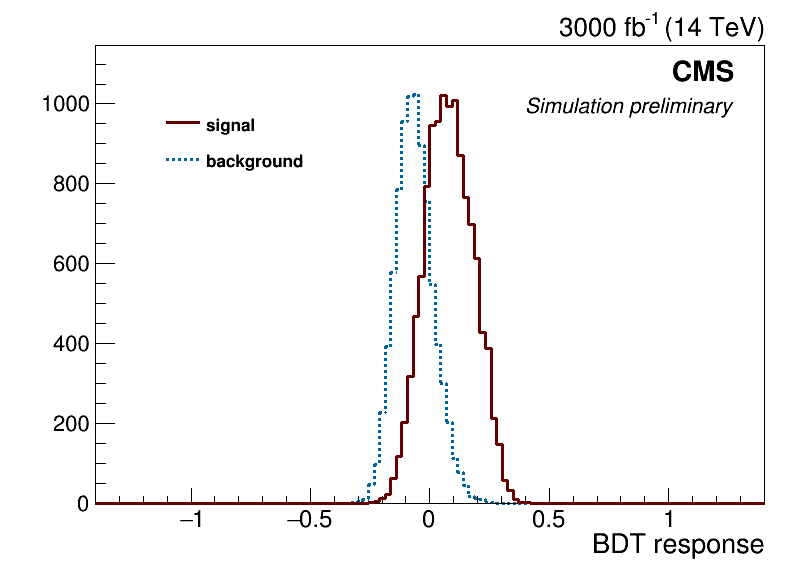 3000 fb-1 (14 TeV)
CMS
Simulation preliminary
signal
background
1000
800
600
400
200
0
−1 −0.5 0 0.5 1
BDT response